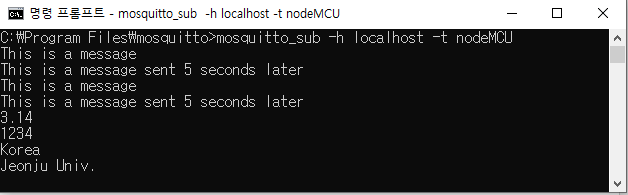 명령 프롬프트 - mosquitto_sub -h localhost -t nodeMCU
C:₩Program Files₩mosquitto>mosquitto_sub -h localhost -t nodeMCU
This is a message
This is a message sent 5 seconds later
This is a message
This is a message sent 5 seconds later
3.14
1234
Korea
Jeonju Univ.